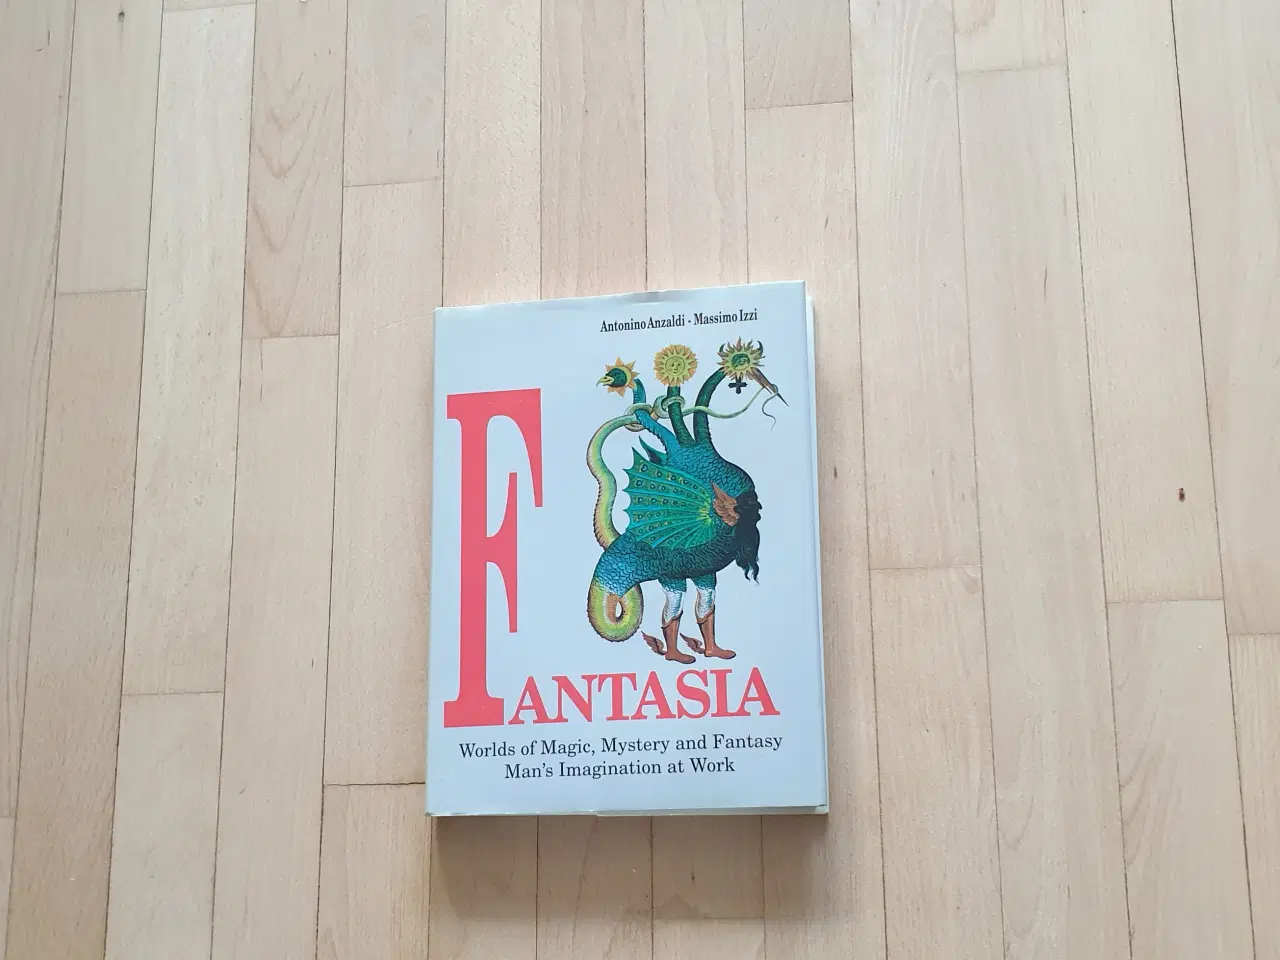 Antonino Anzaldi - Massimo Izzi
FANTASIA
Worlds of Magic, Mystery and Fantasy
Man's Imagination at Work